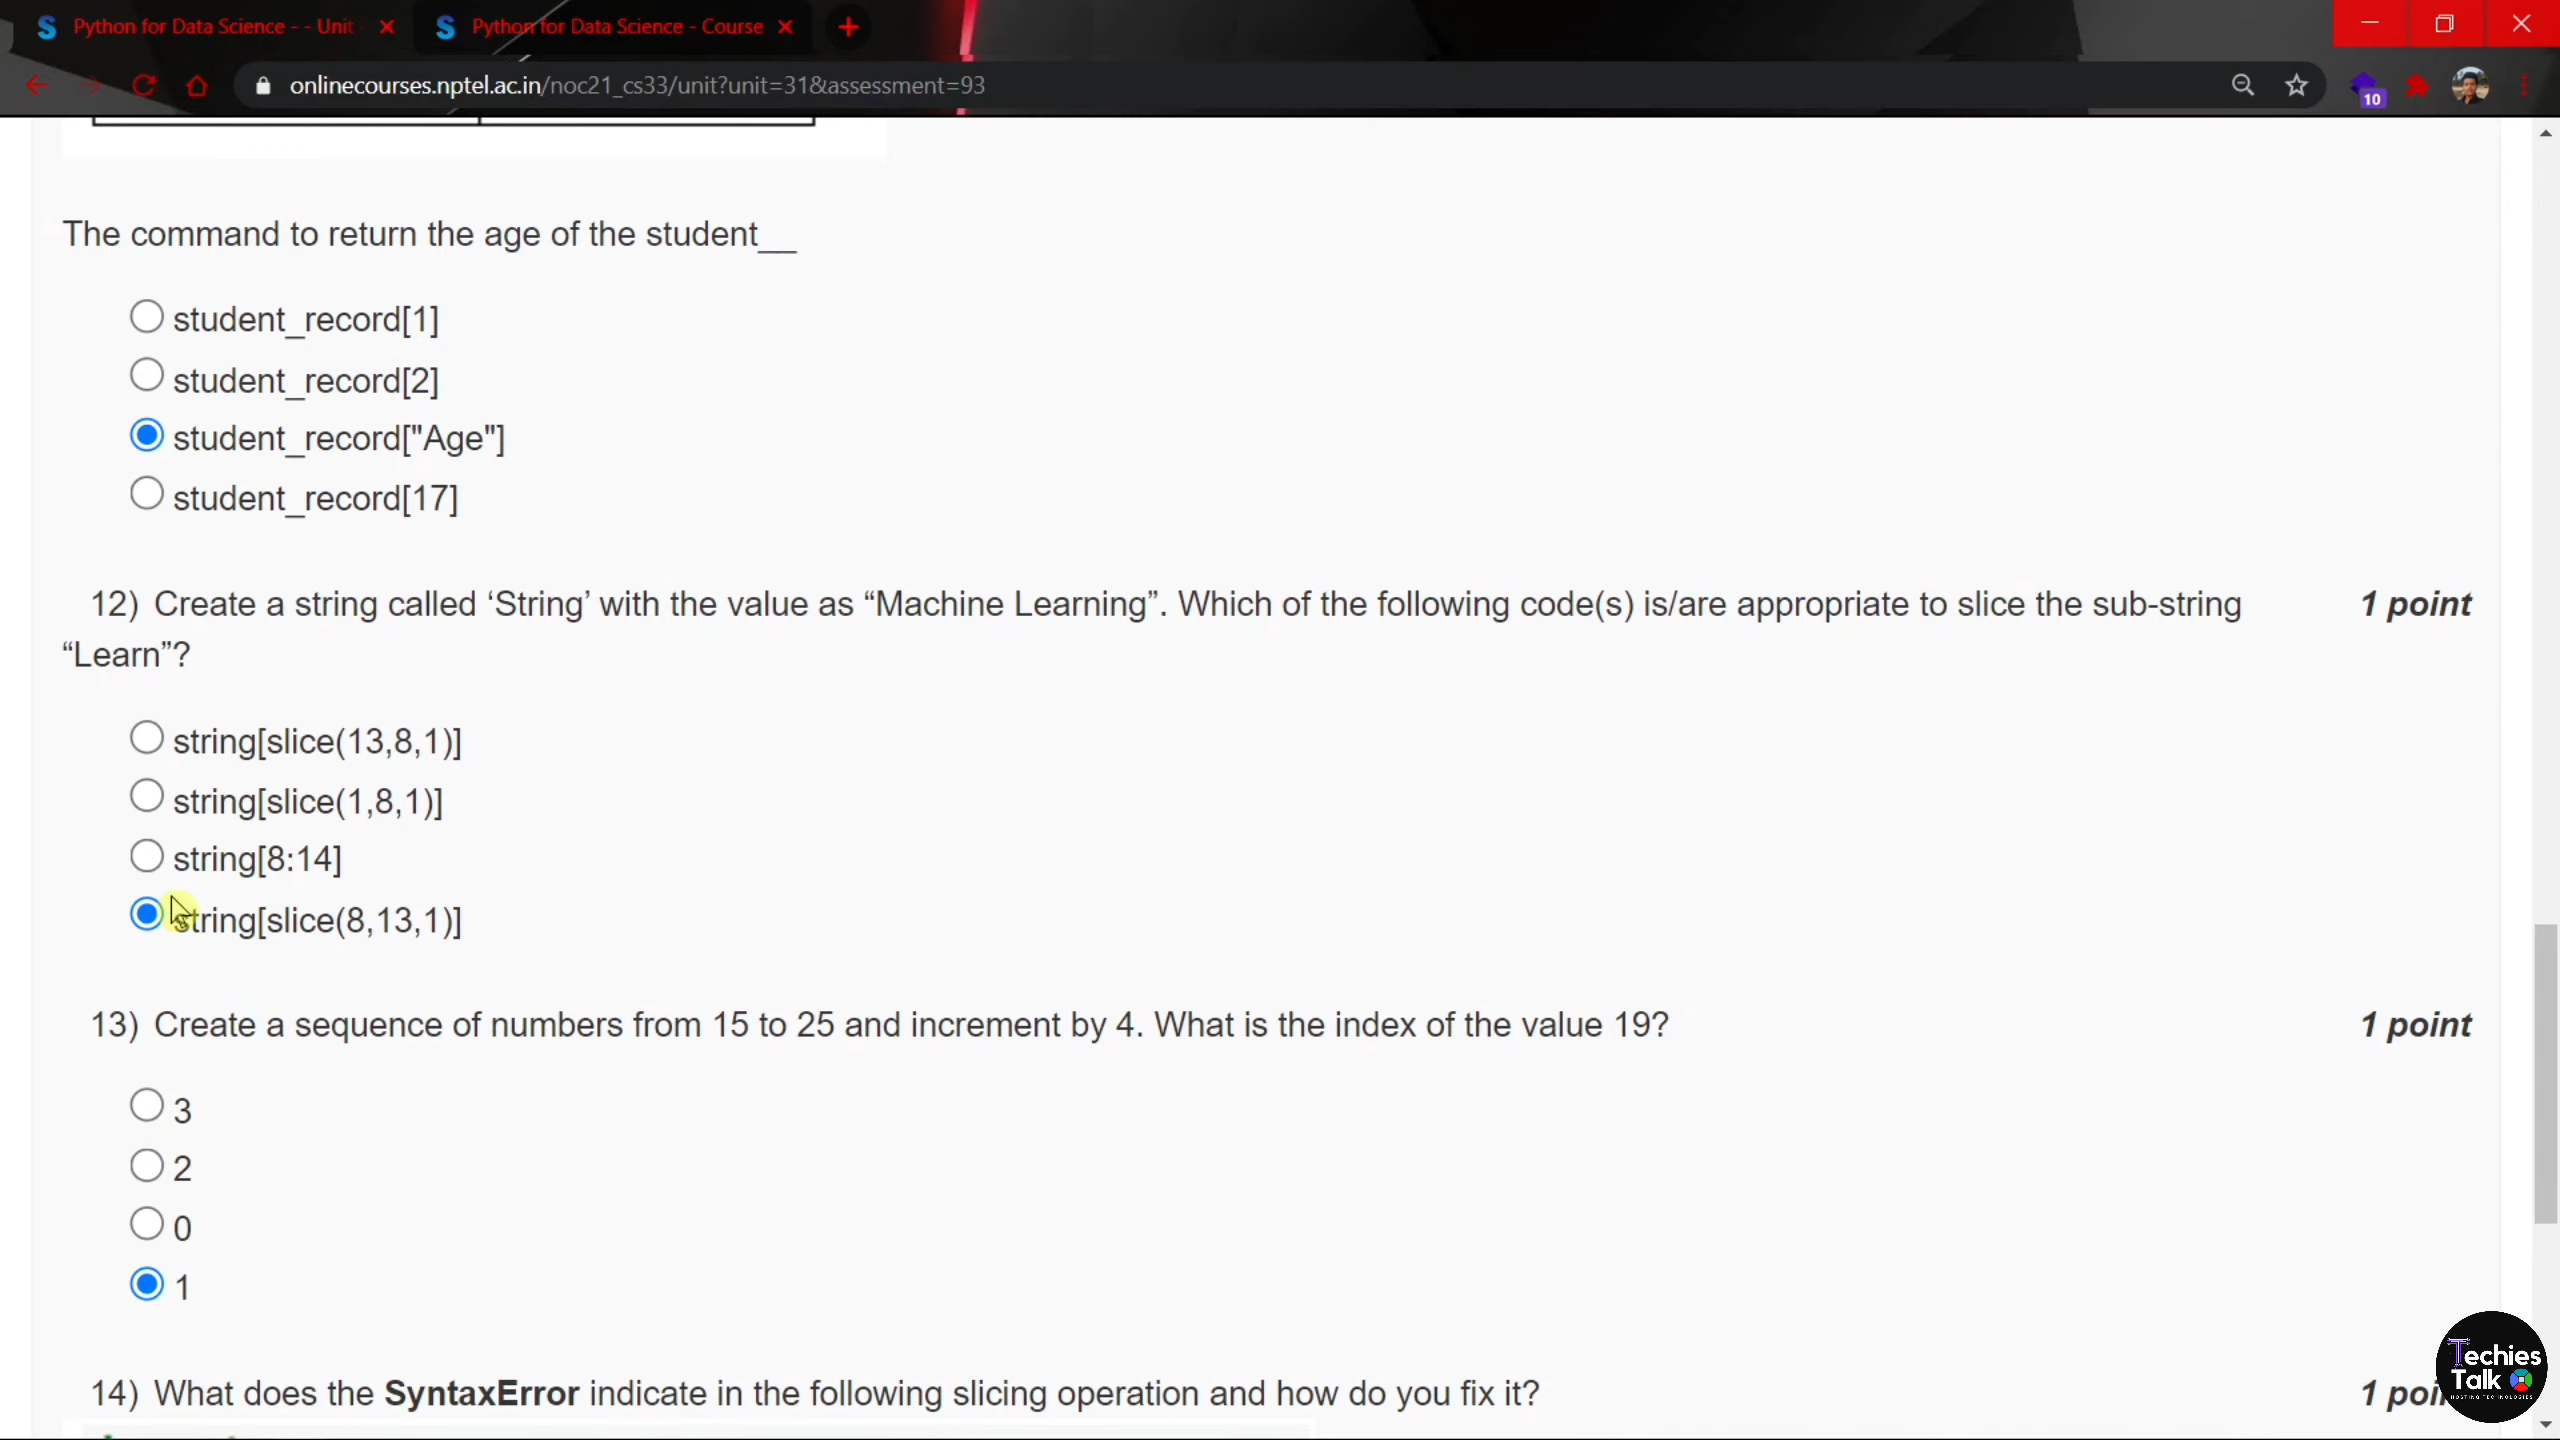 Python for Data Science - - Unit
Python for Data Science - Course
onlinecourses.nptel.ac.in/noc21_cs33/unit?unit=31&assessment=93
10
The command to return the age of the student__
student_record[1]
student_record[2]
student_record["Age"]
student_record[17]
12) Create a string called ‘String’ with the value as “Machine Learning”. Which of the following code(s) is/are appropriate to slice the sub-string
1 point
“Learn”?
string[slice(13,8,1)]
string[slice(1,8,1)]
string[8:14]
string[slice(8,13,1)]
13) Create a sequence of numbers from 15 to 25 and increment by 4. What is the index of the value 19?
1 point
3
2
0
1
14) What does the SyntaxError indicate in the following slicing operation and how do you fix it?
1 poi
Techies
Talk